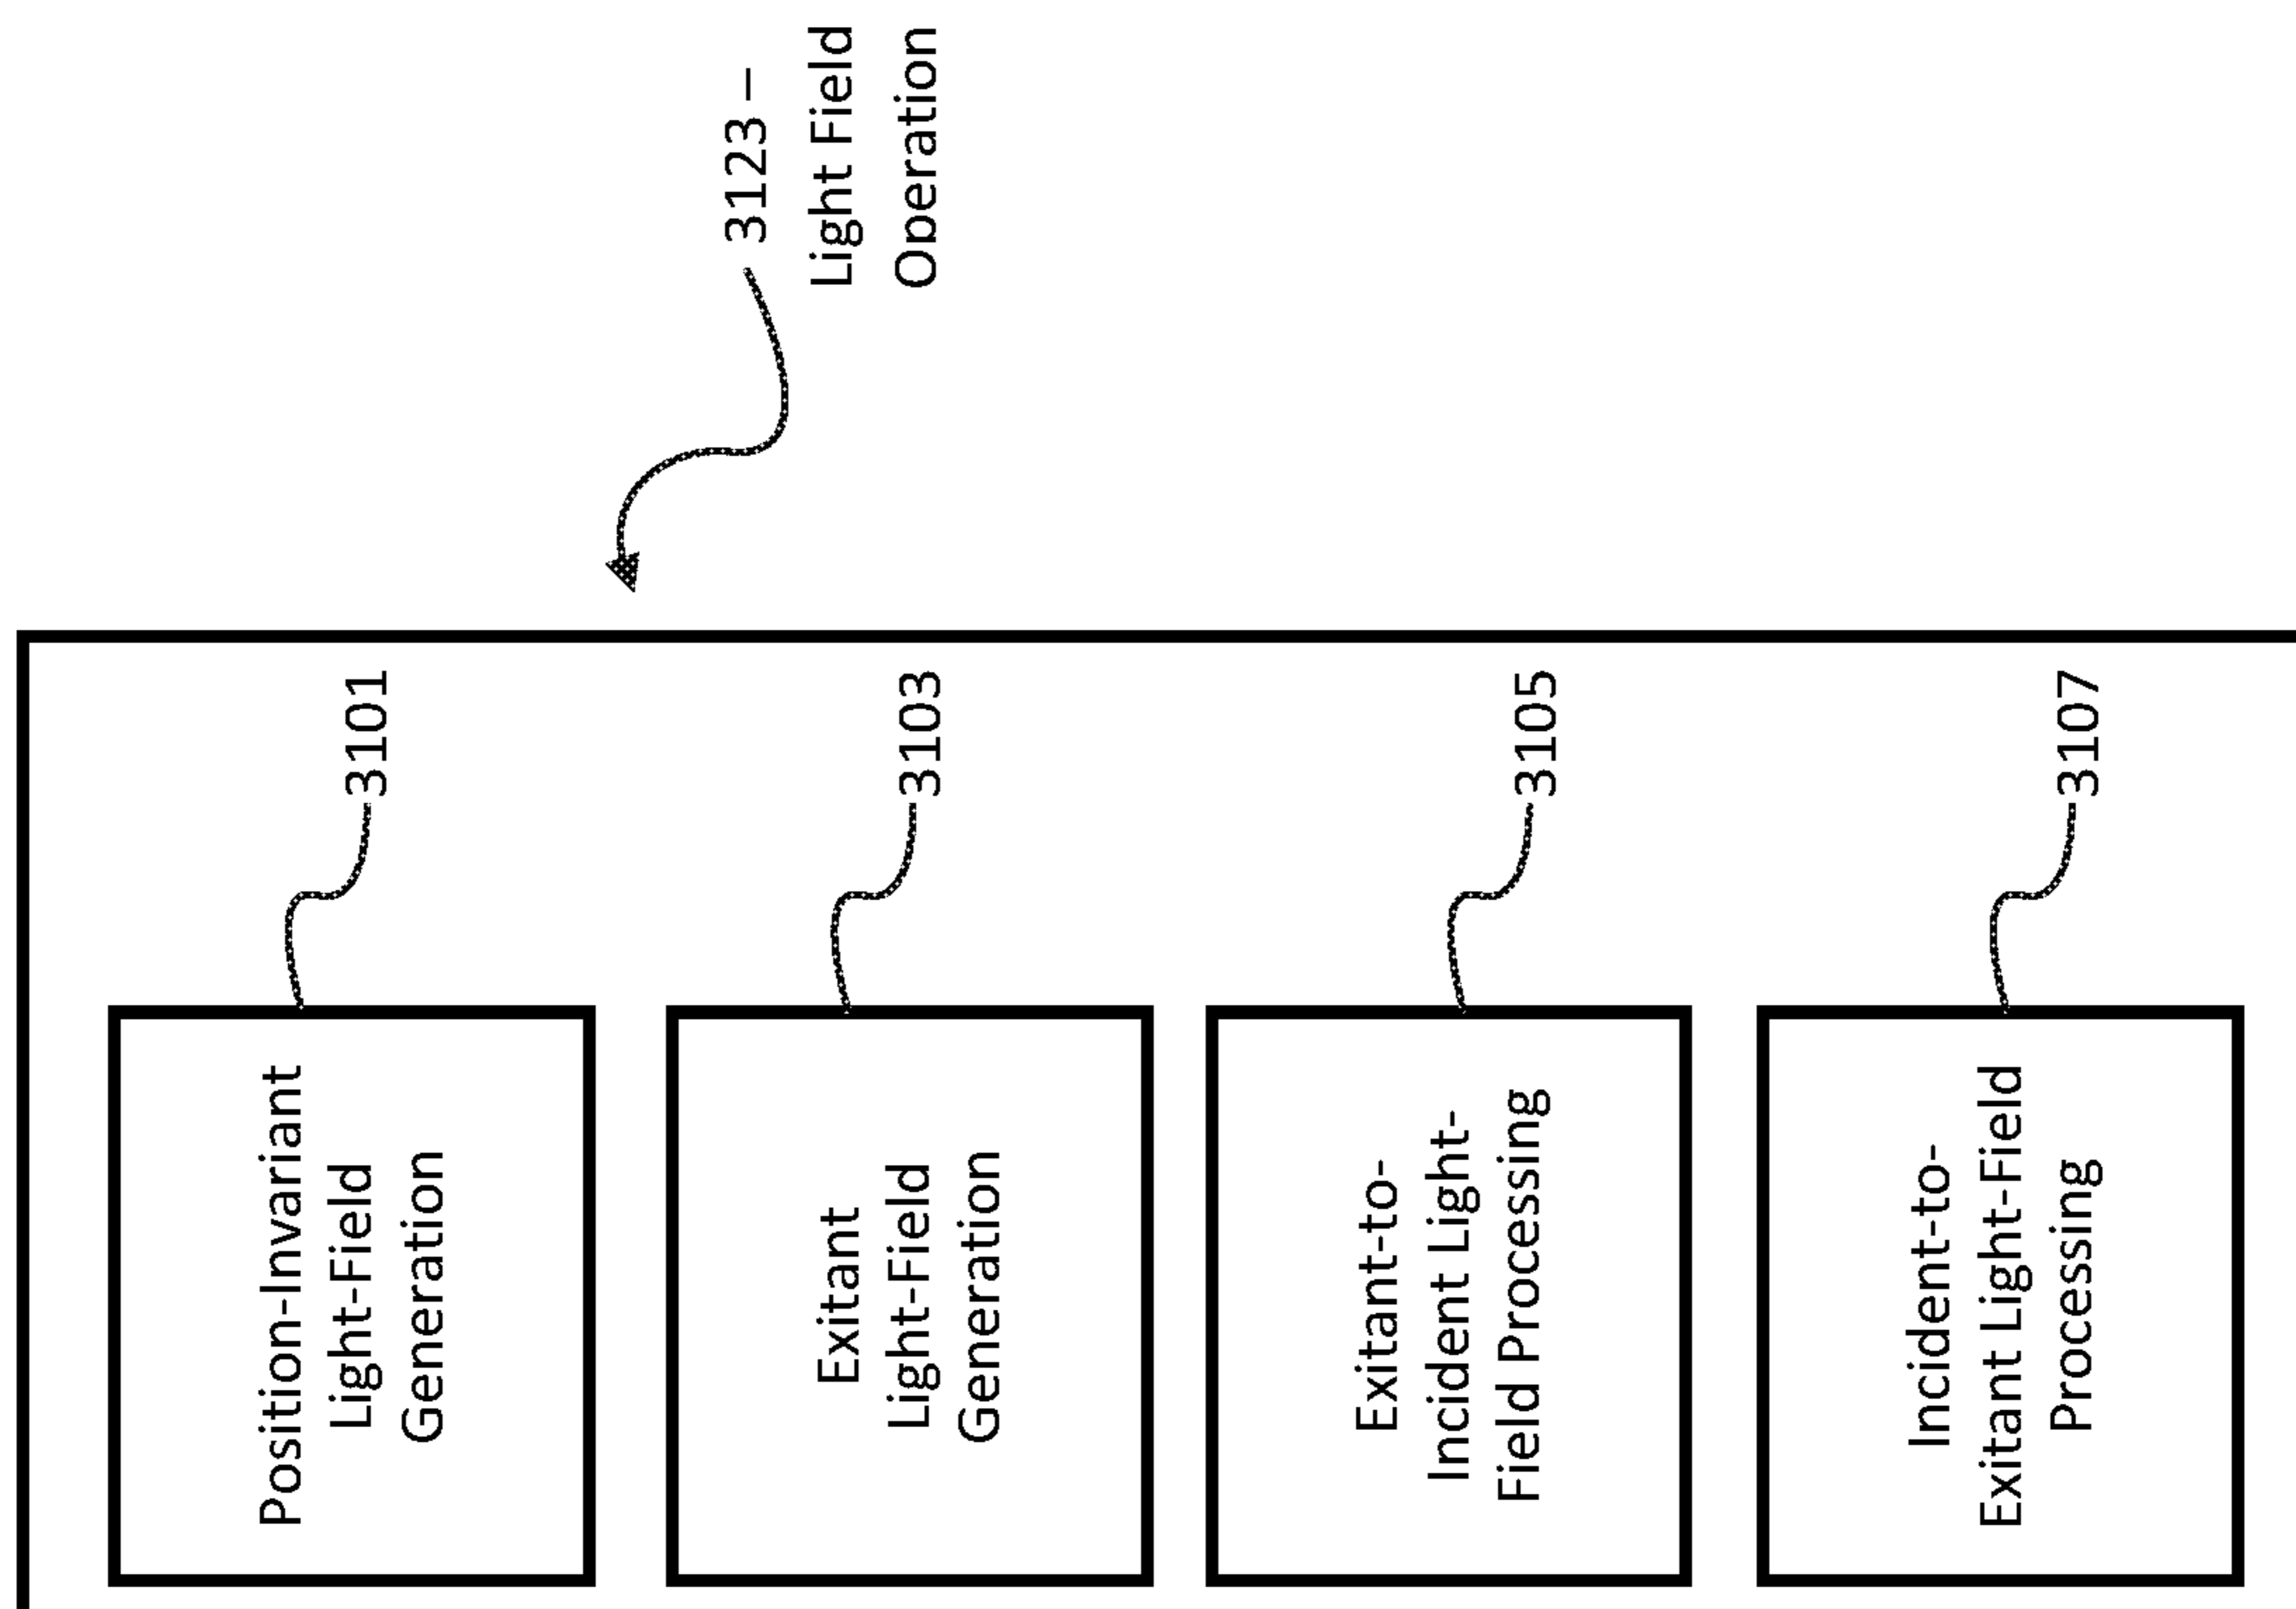 3123 –
Light Field
Operation
3101
Position-Invariant
Light-Field
Generation
3103
Exitant
Light-Field
Generation
3105
Exitant-to-
Incident Light-
Field Processing
3107
Incident-to-
Exitant Light-Field
Processing